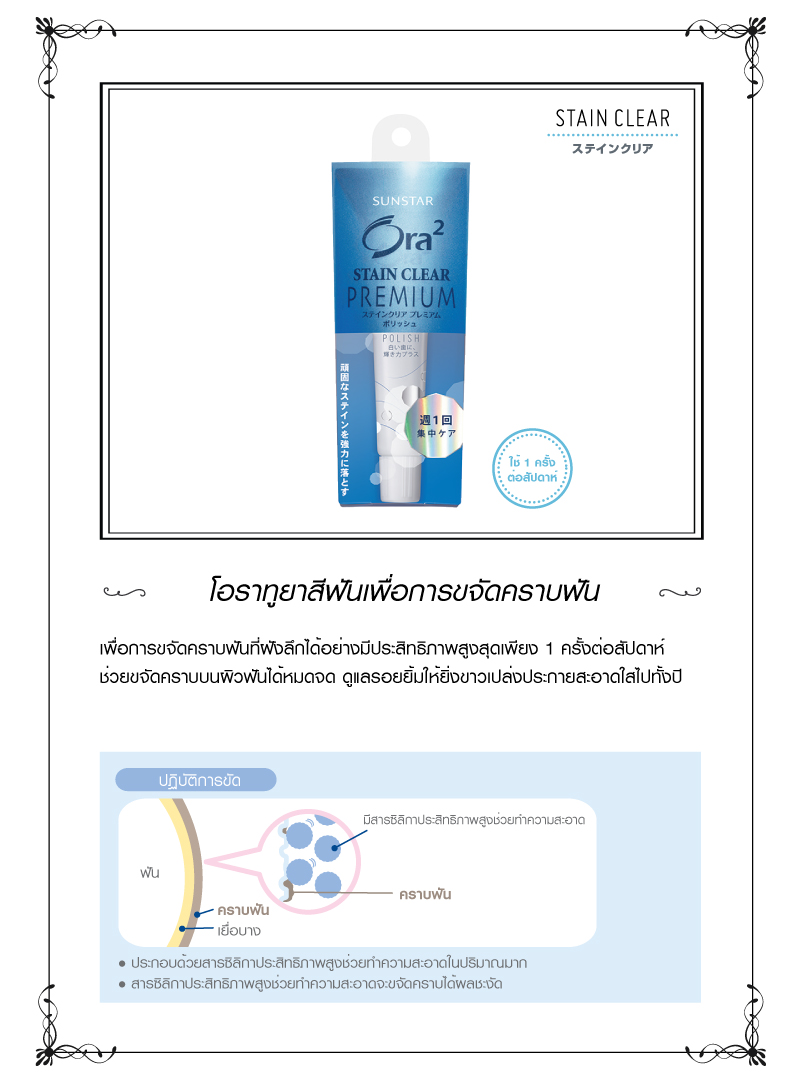 STAIN CLEAR
ステインクリア
SUNSTAR
Ora2
STAIN CLEAR
PREMIUM
ステインクリア プレミアム
ポリッシュ
POLISH
白い歯に、
輝き力プラス
頑固なステインを強力に落とす
週1回
集中ケア
ใช้ 1 ครั้ง
ต่อสัปดาห์
โอราทูยาสีฟันเพื่อการขจัดคราบฟัน
เพื่อการขจัดคราบฟันที่ฝังลึกได้อย่างมีประสิทธิภาพสูงสุดเพียง 1 ครั้งต่อสัปดาห์
ช่วยขจัดคราบบนผิวฟันได้หมดจด ดูแลรอยยิ้มให้ยิ่งขาวเปล่งประกายสะอาดใสไปทั้งปี
ปฏิบัติการขัด
มีสารซิลิกาประสิทธิภาพสูงช่วยทำความสะอาด
ฟัน
คราบฟัน
คราบฟัน
เยื่อบาง
● ประกอบด้วยสารซิลิกาประสิทธิภาพสูงช่วยทำความสะอาดในปริมาณมาก
● สารซิลิกาประสิทธิภาพสูงช่วยทำความสะอาดจะขจัดคราบได้ผลชะงัด